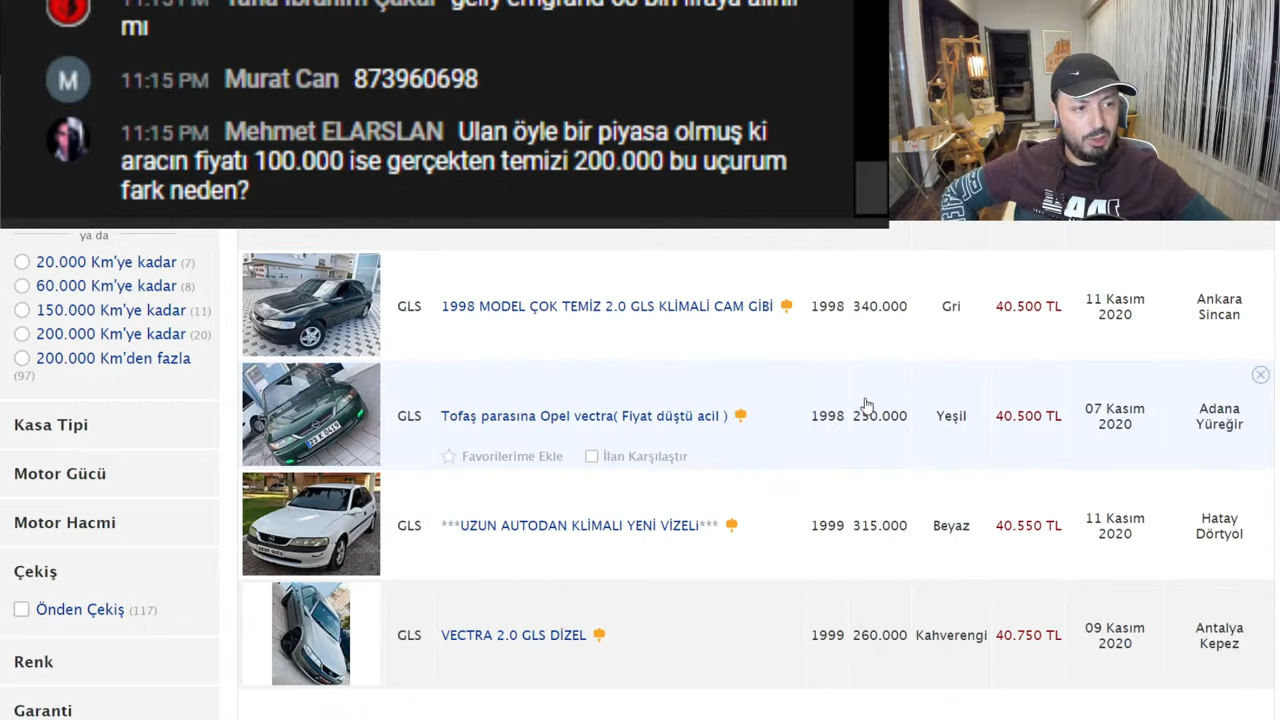 mı
M
11:15 PM Murat Can 873960698
11:15 PM Mehmet ELARSLAN Ulan öyle bir piyasa olmuş ki
aracın fiyatı 100.000 ise gerçekten temizi 200.000 bu uçurum
fark neden?
ya da
20.000 Km'ye kadar (7)
60.000 Km'ye kadar (8)
150.000 Km'ye kadar (11)
200.000 Km'ye kadar (20)
200.000 Km'den fazla
(97)
Kasa Tipi
Motor Gücü
Motor Hacmi
Çekiş
Önden Çekiş (117)
Renk
Garanti
GLS 1998 MODEL ÇOK TEMİZ 2.0 GLS KLİMALİ CAM GİBİ 1998 340.000 Gri 40.500 TL 11 Kasım Ankara
2020 Sincan
GLS Tofaş parasına Opel vectra( Fiyat düştü acil ) 1998 Yeşil 40.500 TL 07 Kasım Adana
2020 Yüreğir
Favorilerime Ekle İlan Karşılaştır
GLS ***UZUN AUTODAN KLİMALI YENİ VİZELi*** 1999 315.000 Beyaz 40.550 TL 11 Kasım Hatay
2020 Dörtyol
GLS VECTRA 2.0 GLS DİZEL 1999 260.000 Kahverengi 40.750 TL 09 Kasım Antalya
2020 Kepez